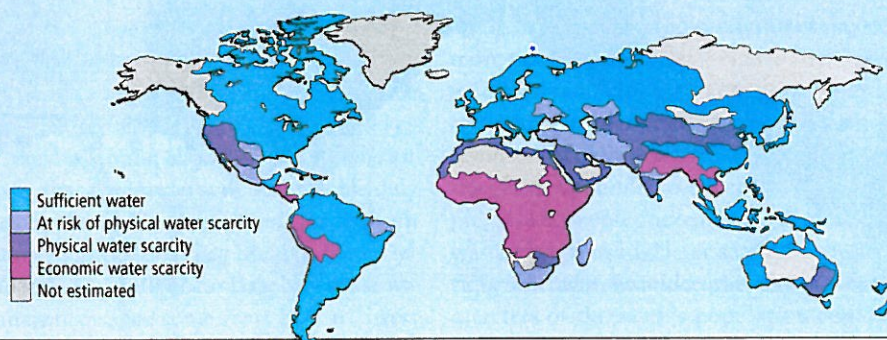 Sufficient water
At risk of physical water scarcity
Physical water scarcity
Economic water scarcity
Not estimated